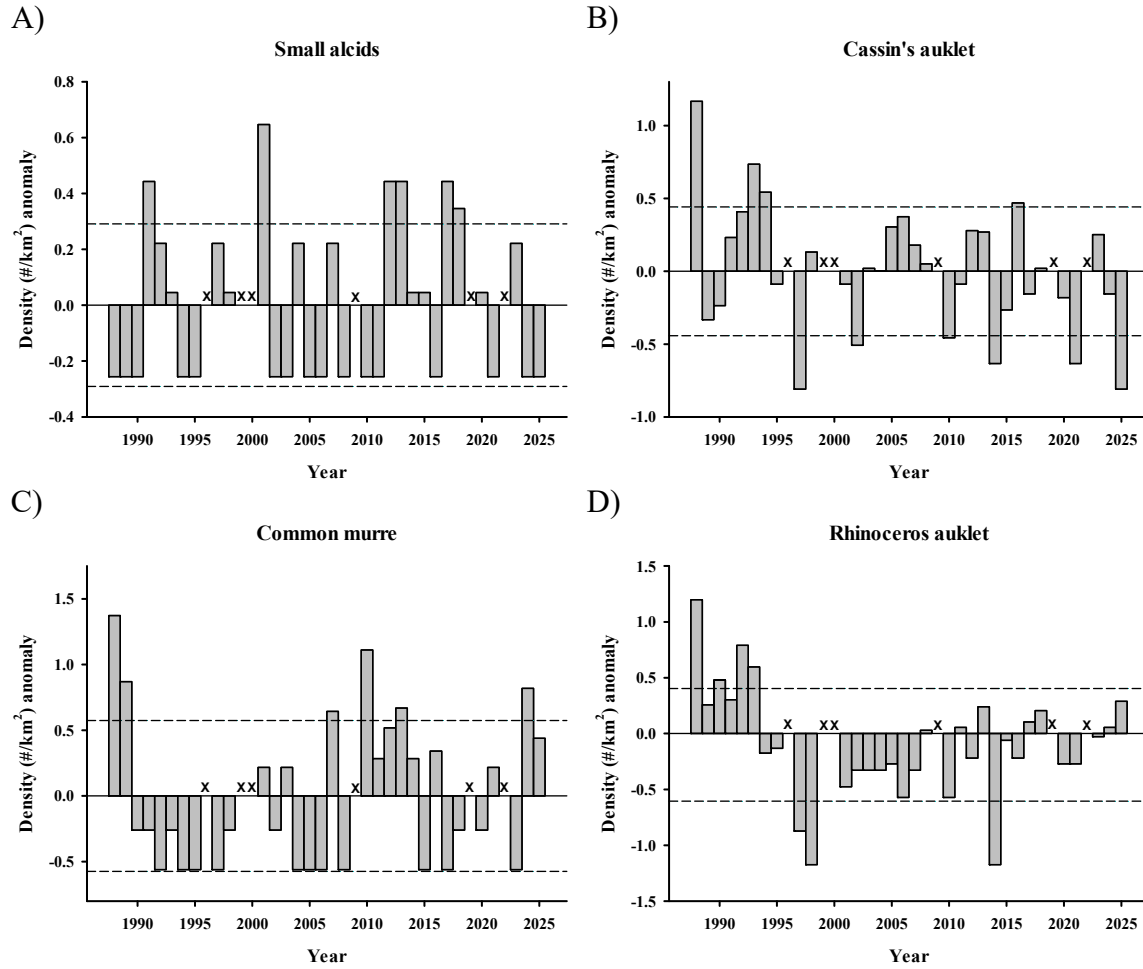 A)
Small alcids
Density (#/km²) anomaly
0.8
0.6
0.4
0.2
0.0
-0.2
-0.4
x
x
x
x
x
x
1990
1995
2000
2005
2010
2015
2020
2025
Year
B)
Cassin's auklet
Density (#/km²) anomaly
1.0
0.5
0.0
-0.5
-1.0
x
x
x
x
x
x
1990
1995
2000
2005
2010
2015
2020
2025
Year
C)
Common murre
Density (#/km²) anomaly
1.5
1.0
0.5
0.0
-0.5
x
x
x
x
x
x
1990
1995
2000
2005
2010
2015
2020
2025
Year
D)
Rhinoceros auklet
Density (#/km²) anomaly
1.5
1.0
0.5
0.0
-0.5
-1.0
-1.5
x
x
x
x
x
x
1990
1995
2000
2005
2010
2015
2020
2025
Year